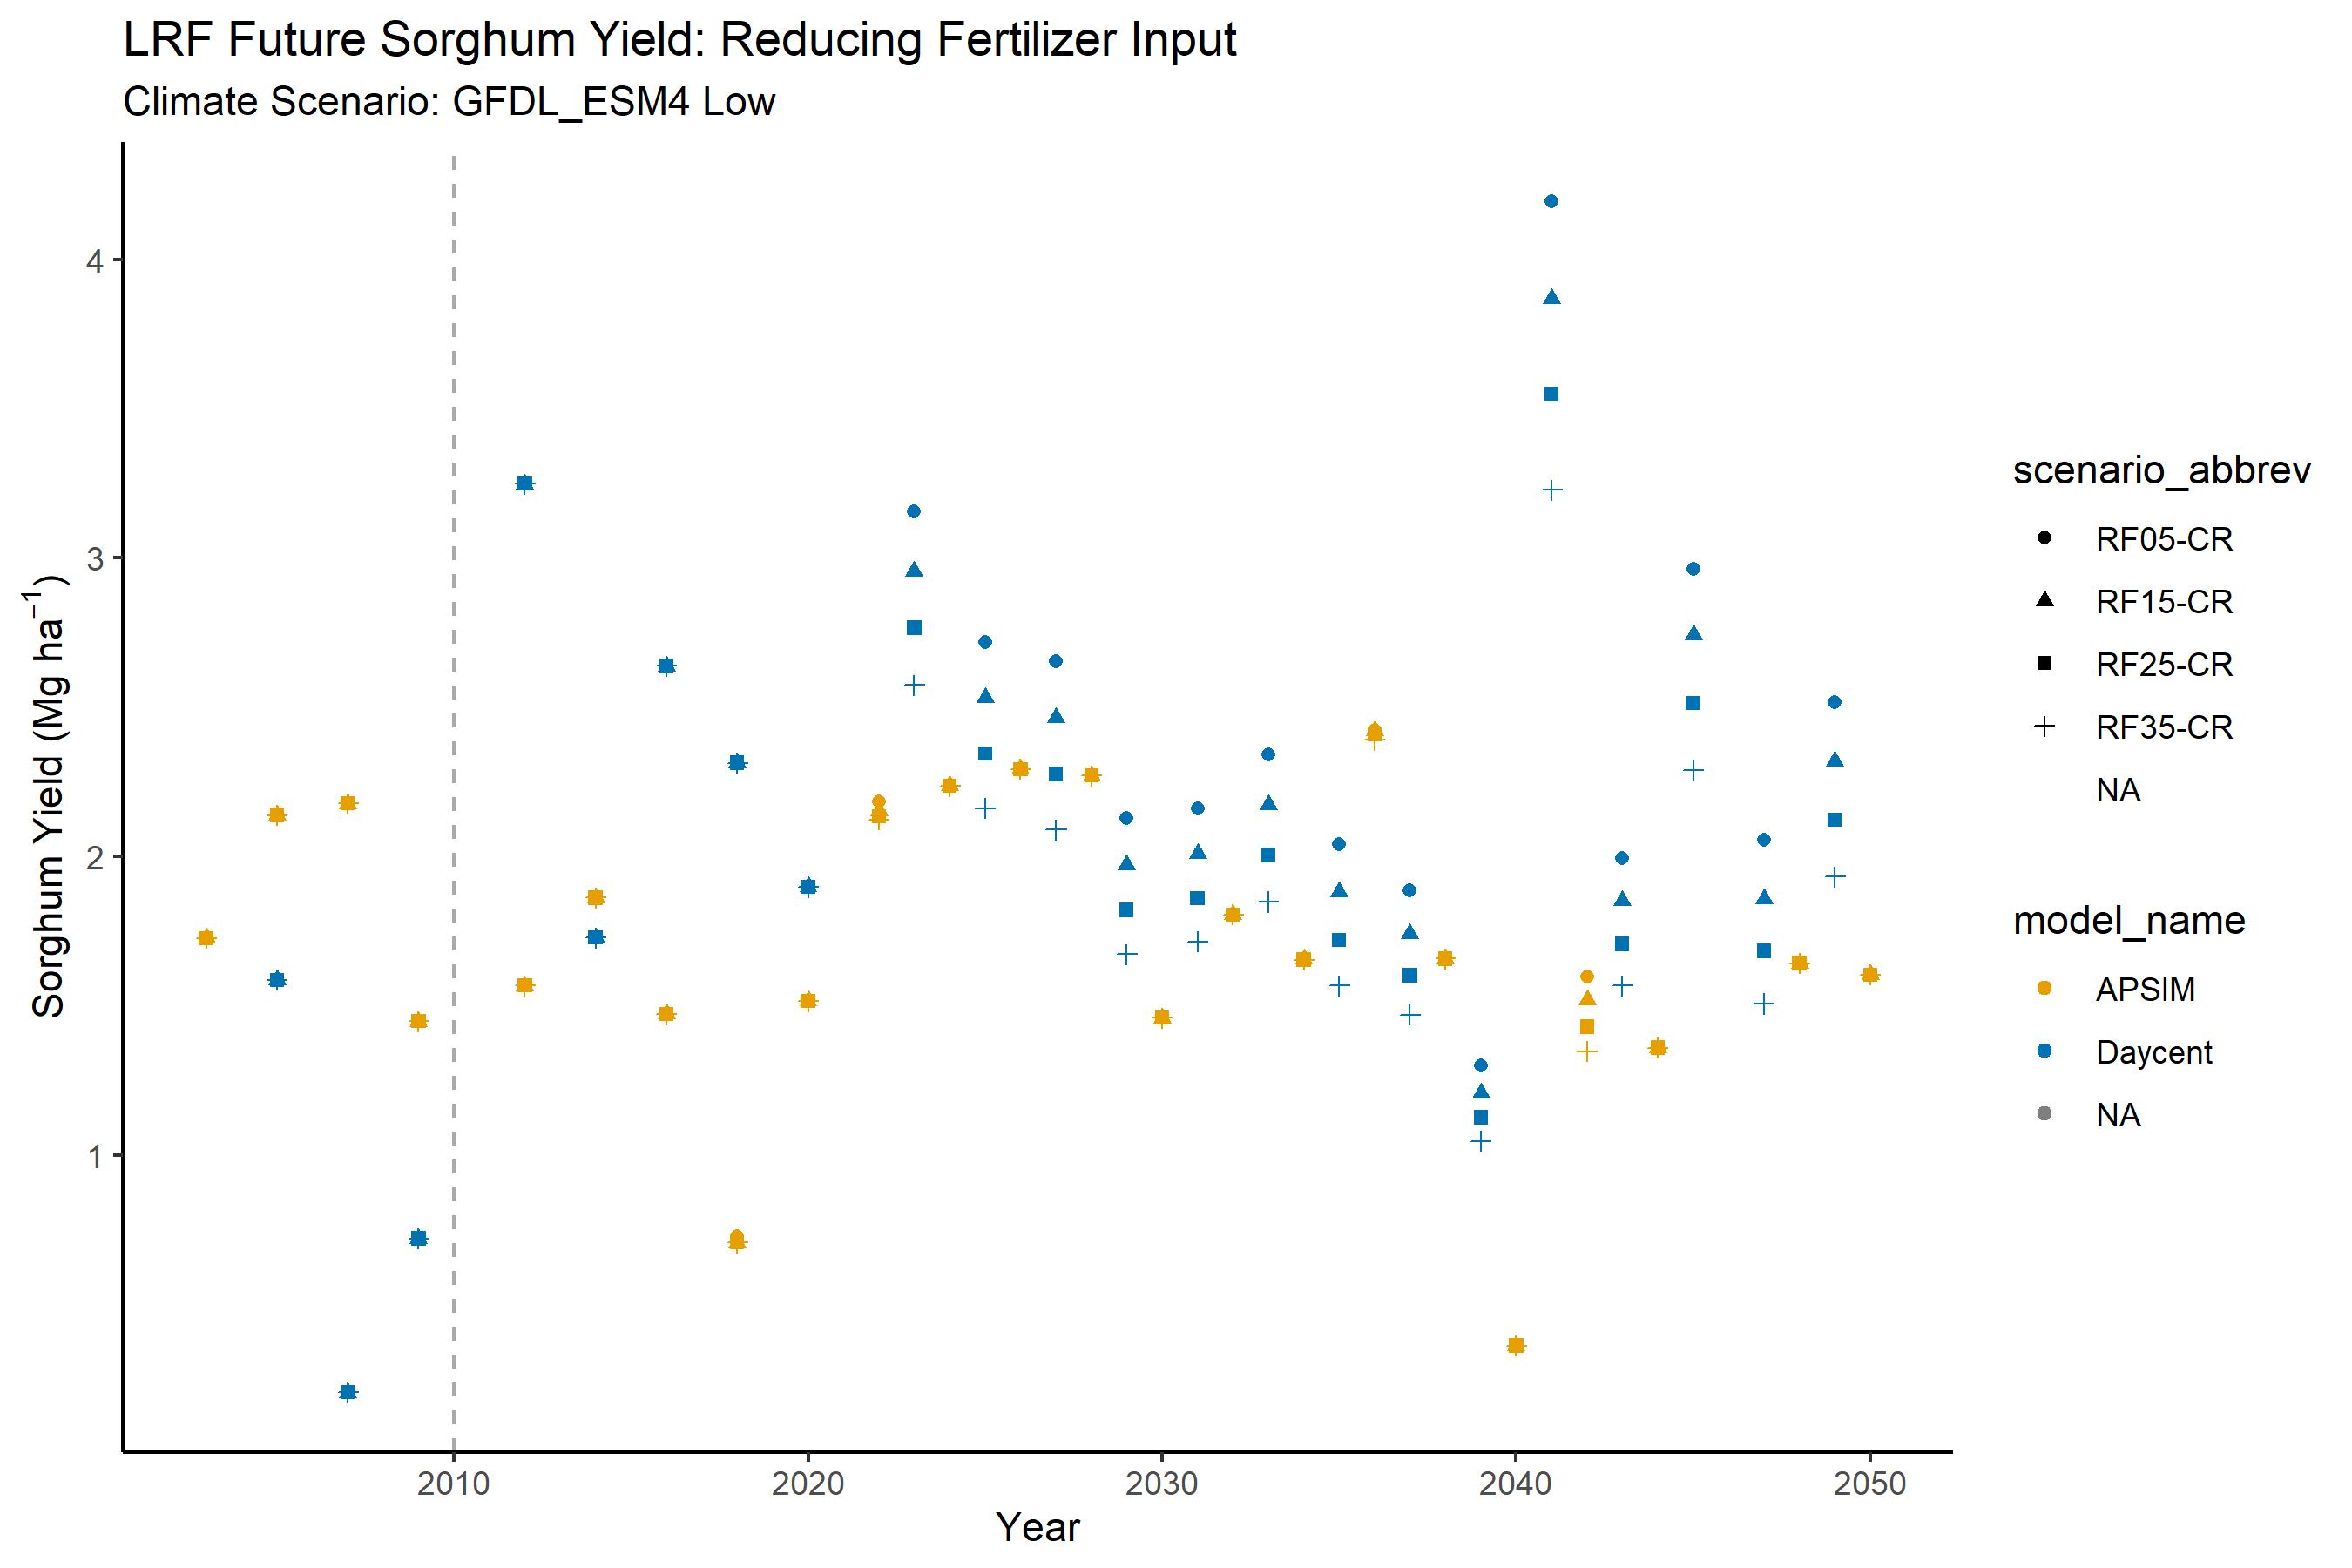 LRF Future Sorghum Yield: Reducing Fertilizer Input
Climate Scenario: GFDL_ESM4 Low
Sorghum Yield (Mg ha⁻¹)
4
3
2
1
2010
2020
2030
2040
2050
Year
scenario_abbrev
RF05-CR
RF15-CR
RF25-CR
RF35-CR
NA
model_name
APSIM
Daycent
NA